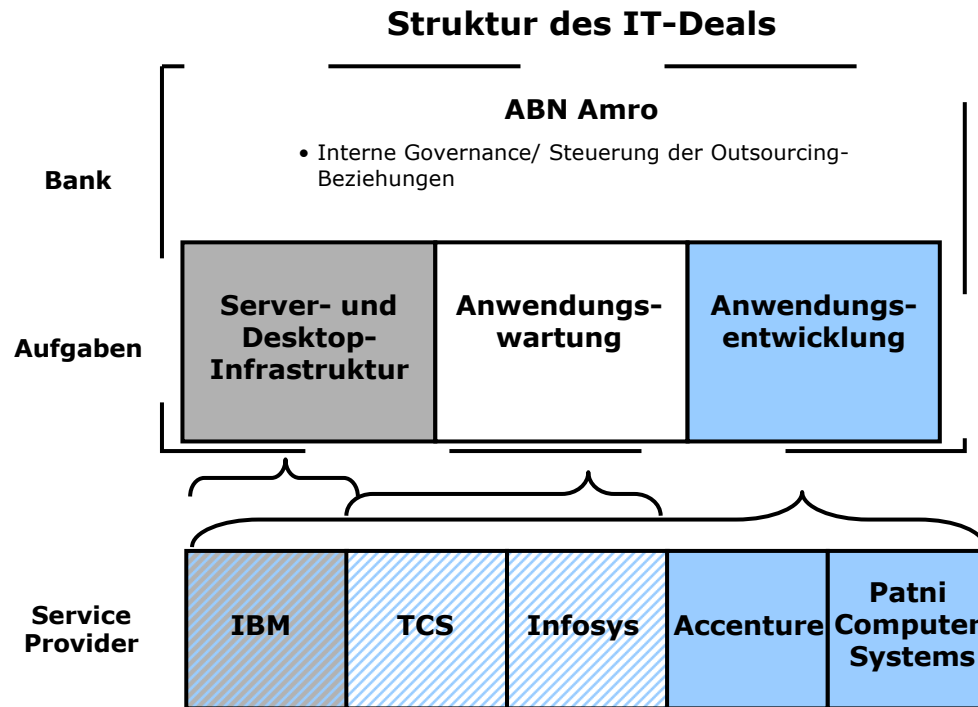 Struktur des IT-Deals
ABN Amro
• Interne Governance/ Steuerung der Outsourcing-
Beziehungen
Bank
Server- und
Desktop-
Infrastruktur
Anwendungs-
wartung
Anwendungs-
entwicklung
Aufgaben
Service
Provider
IBM
TCS
Infosys
Accenture
Patni
Computer
Systems